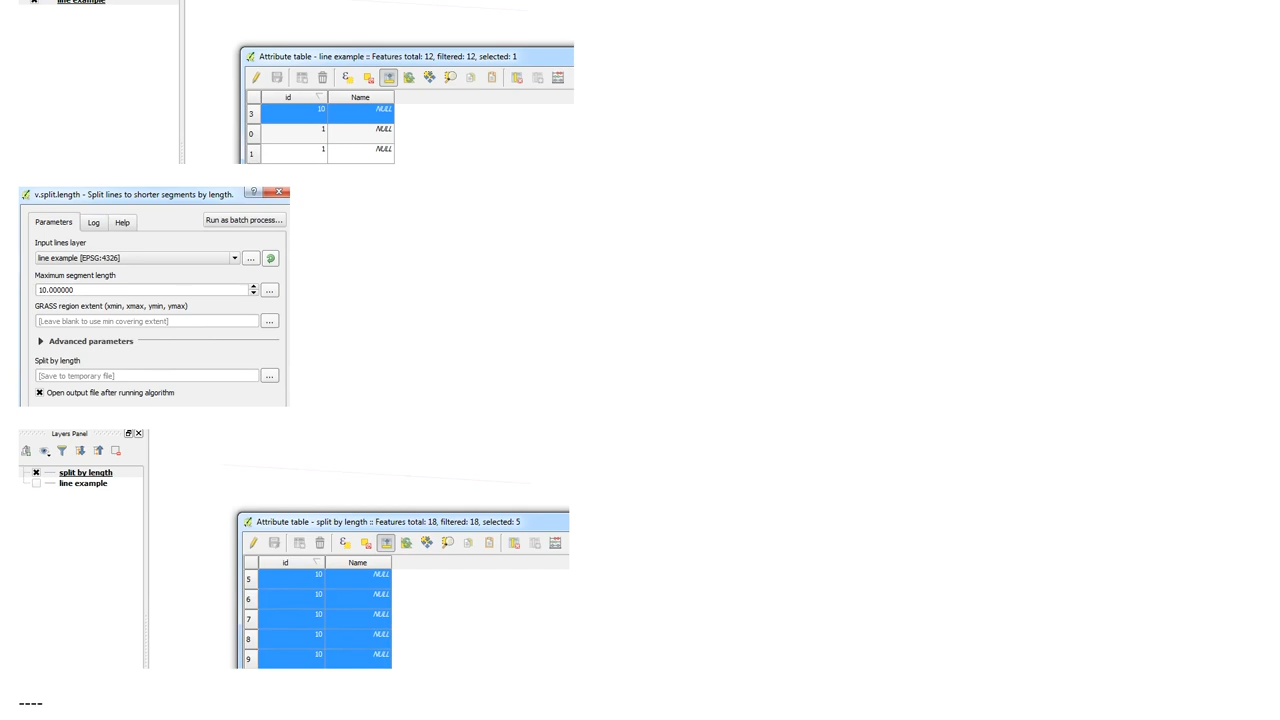 line example
Attribute table - line example :: Features total: 12, filtered: 12, selected: 1
id Name
3 10 NULL
0 1 NULL
1 1 NULL
v.split.length - Split lines to shorter segments by length.
Parameters Log Help Run as batch process...
Input lines layer
line example [EPSG:4326] ...
Maximum segment length
10.000000 ...
GRASS region extent (xmin, xmax, ymin, ymax)
[Leave blank to use min covering extent] ...
Advanced parameters
Split by length
[Save to temporary file] ...
Open output file after running algorithm
Layers Panel
split by length
line example
Attribute table - split by length :: Features total: 18, filtered: 18, selected: 5
id Name
5 10 NULL
6 10 NULL
7 10 NULL
8 10 NULL
9 10 NULL
----